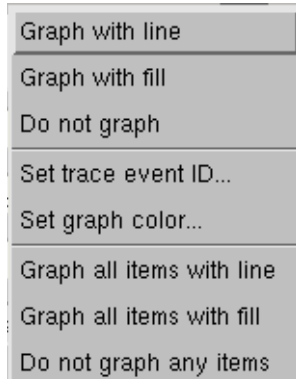 Graph with line
Graph with fill
Do not graph
Set trace event ID...
Set graph color...
Graph all items with line
Graph all items with fill
Do not graph any items